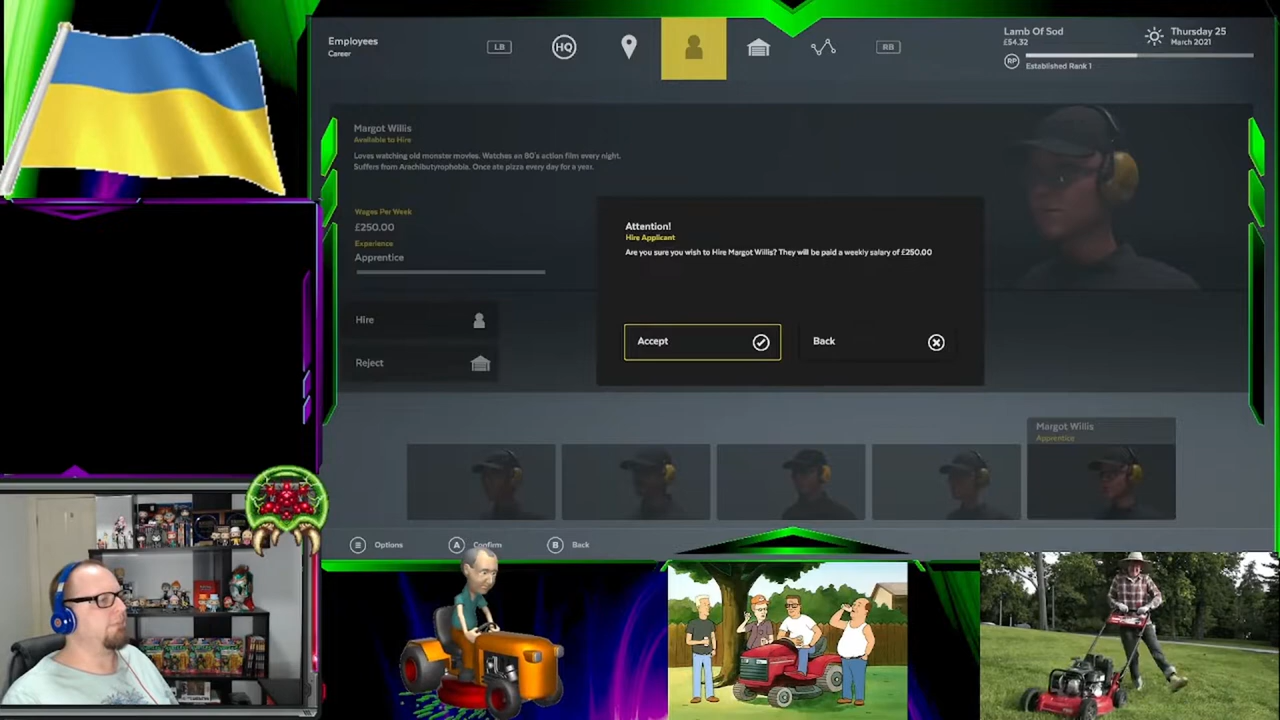 Employees
Career
LB
HQ
RB
Lamb Of Sod
£54.32
RP
Established Rank 1
Thursday 25
March 2021
Margot Willis
Available to Hire
Loves watching old monster movies. Watches an 80's action film every night.
Suffers from Arachibutyrophobia. Once ate pizza every day for a year.
Wages Per Week
£250.00
Experience
Apprentice
Hire
Reject
Attention!
Hire Applicant
Are you sure you wish to Hire Margot Willis? They will be paid a weekly salary of £250.00
Accept
Back
Margot Willis
Apprentice
Options
A Confirm
B Back